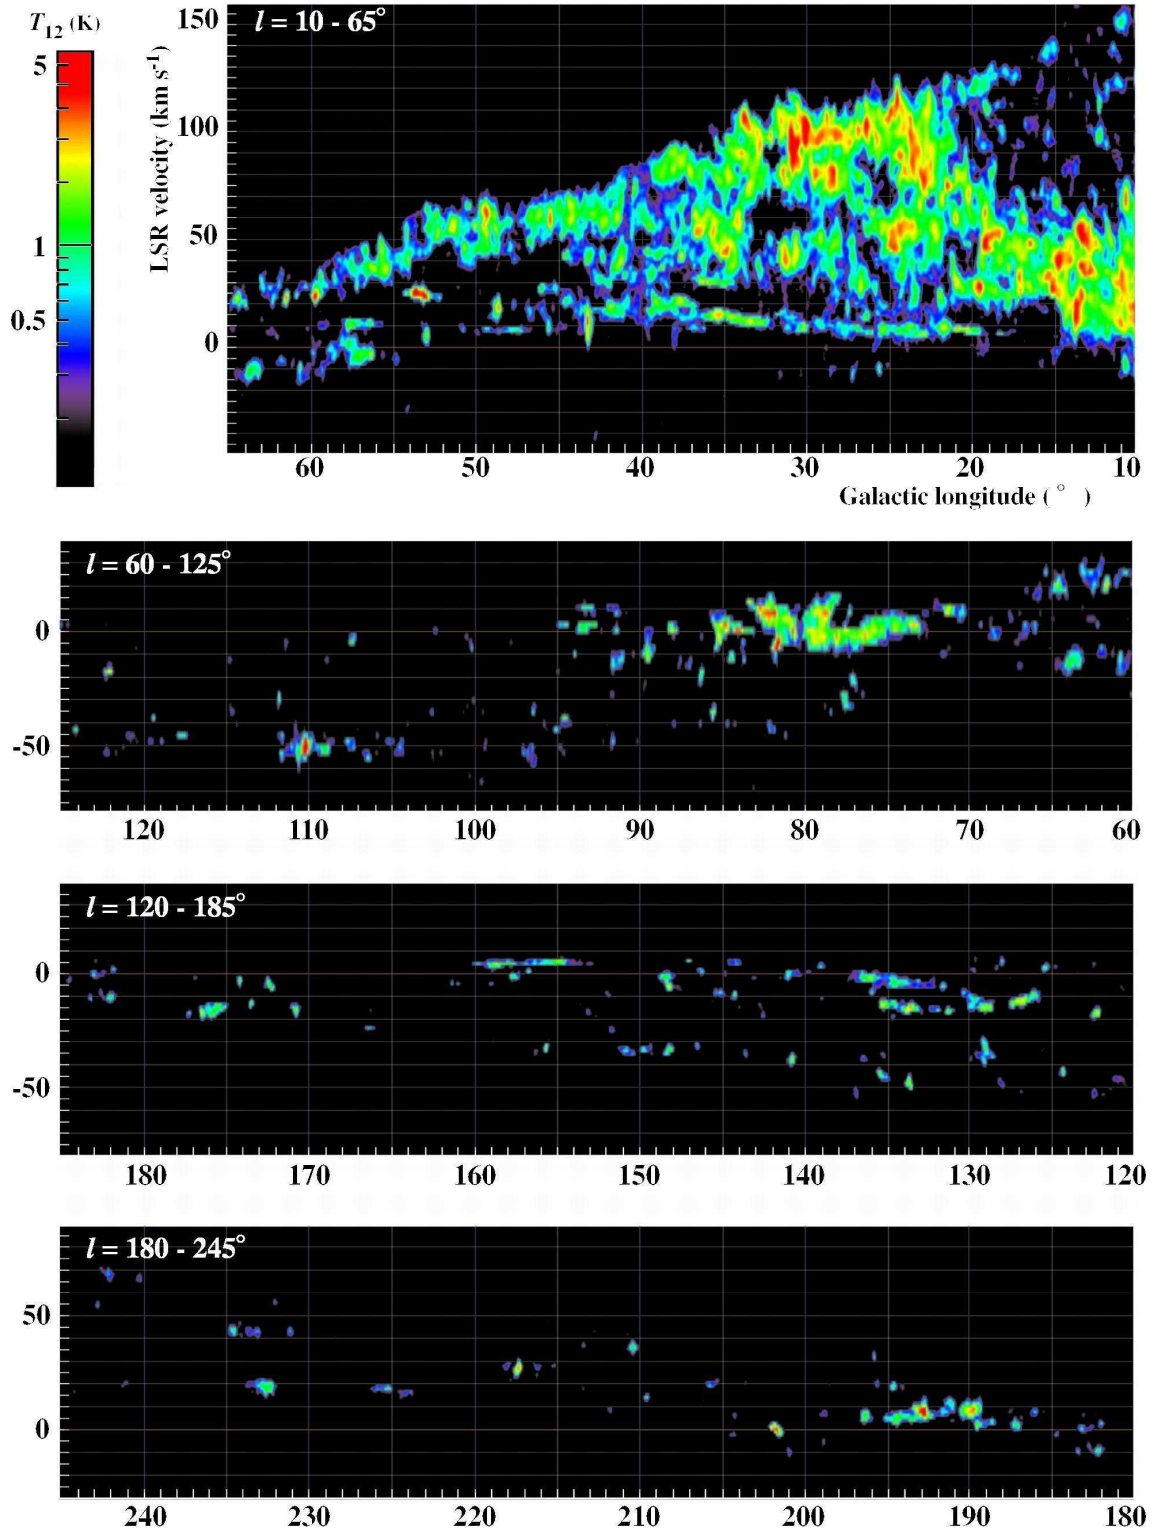 T12 (K)
5
1
0.5
LSR velocity (km s-1)
150
100
50
0
l = 10 - 65°
60 50 40 30 20 10
Galactic longitude ( ° )
l = 60 - 125°
0
-50
120 110 100 90 80 70 60
l = 120 - 185°
0
-50
180 170 160 150 140 130 120
l = 180 - 245°
50
0
240 230 220 210 200 190 180